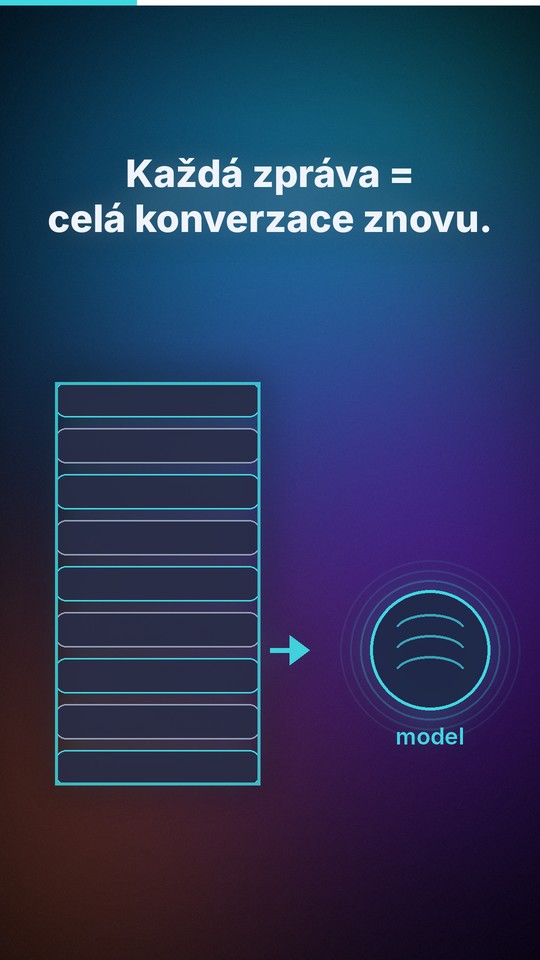 Každá zpráva =
celá konverzace znovu.
model